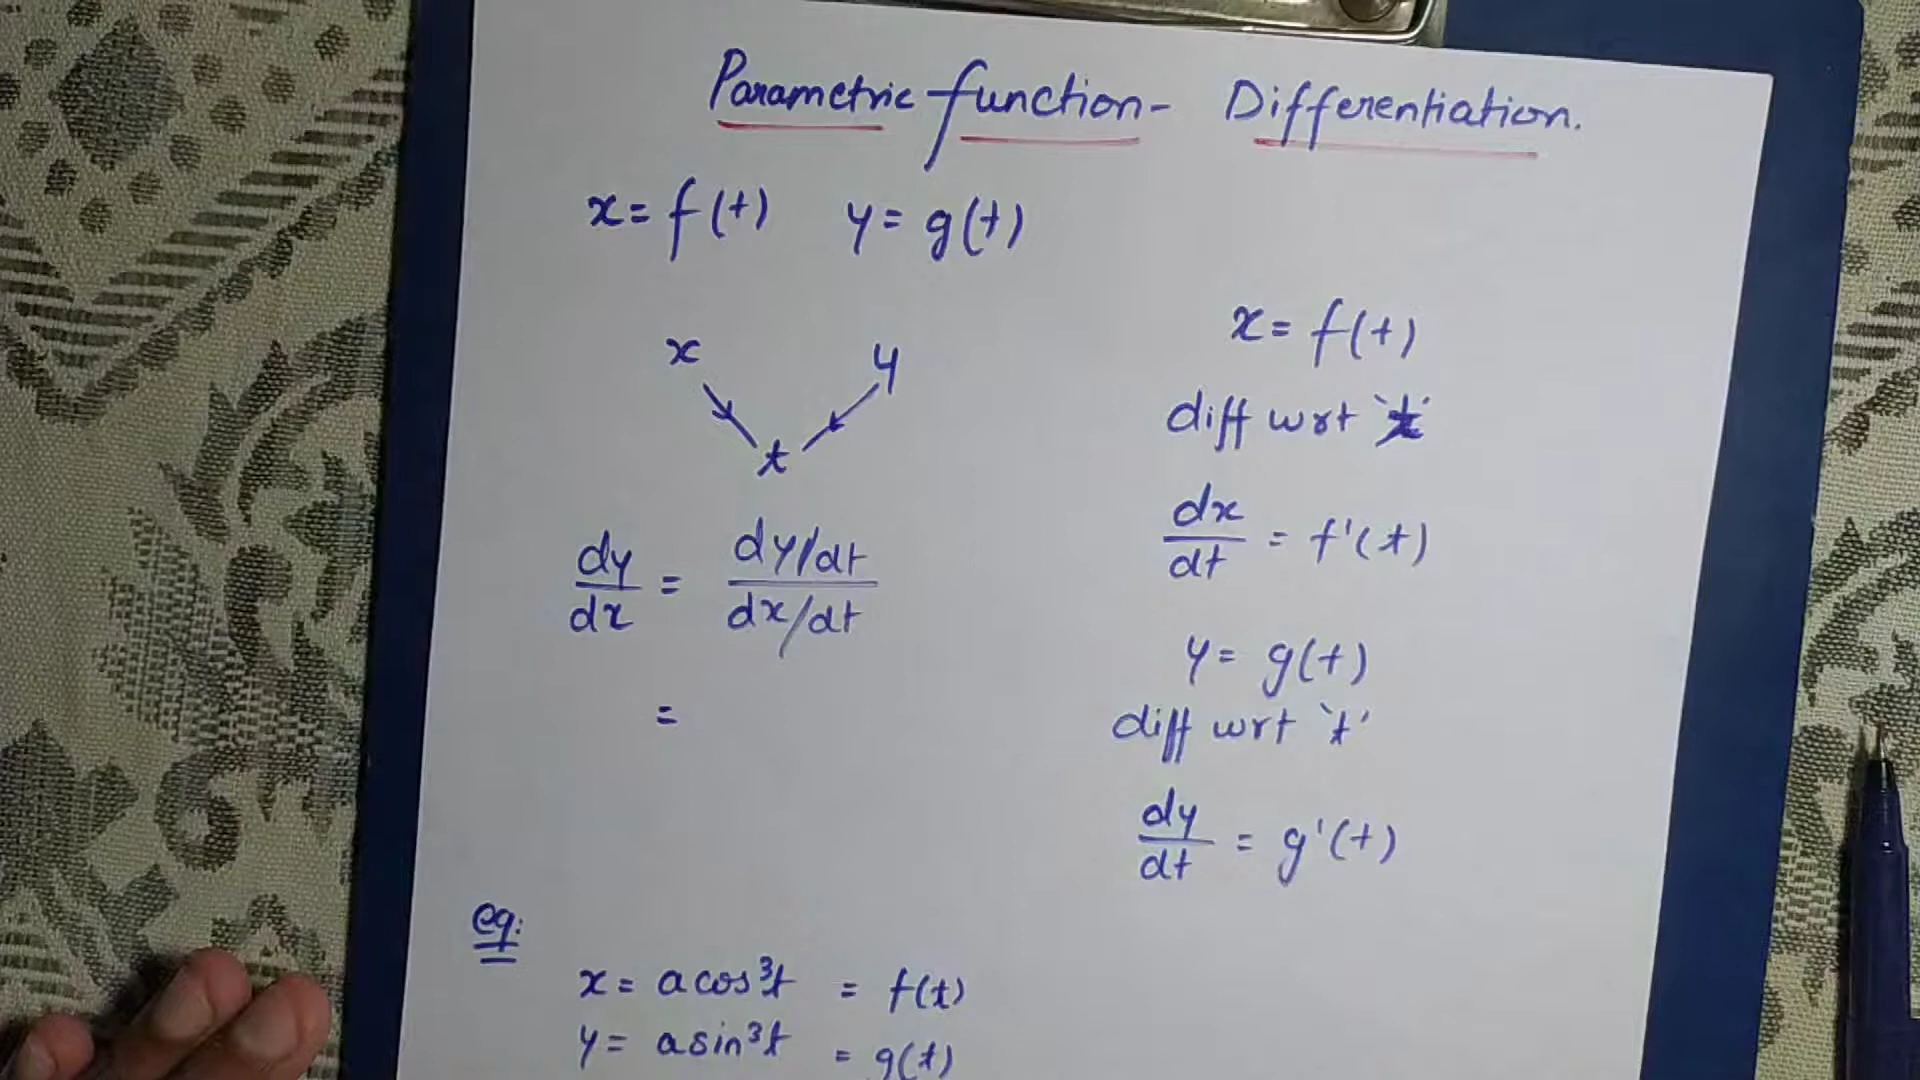 Parametric function - Differentiation.
x = f(t) y = g(t)
x y
t
dy/dx = dy/dt / dx/dt
=
x = f(t)
diff wrt 't'
dx/dt = f'(t)
y = g(t)
diff wrt 't'
dy/dt = g'(t)
eg:
x = a cos³t = f(t)
y = a sin³t = g(t)